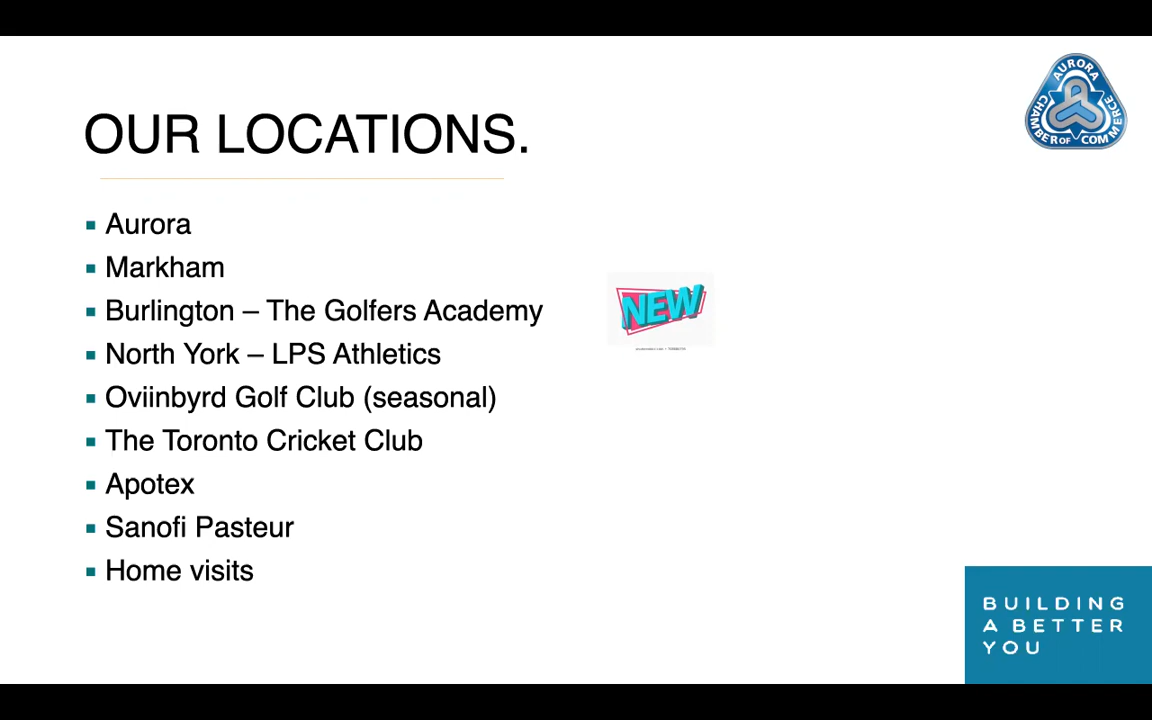 OUR LOCATIONS.
AURORA
CHAMBER OF COMMERCE
Aurora
Markham
Burlington – The Golfers Academy
NEW
North York – LPS Athletics
Oviinbyrd Golf Club (seasonal)
The Toronto Cricket Club
Apotex
Sanofi Pasteur
Home visits
BUILDING
A BETTER
YOU